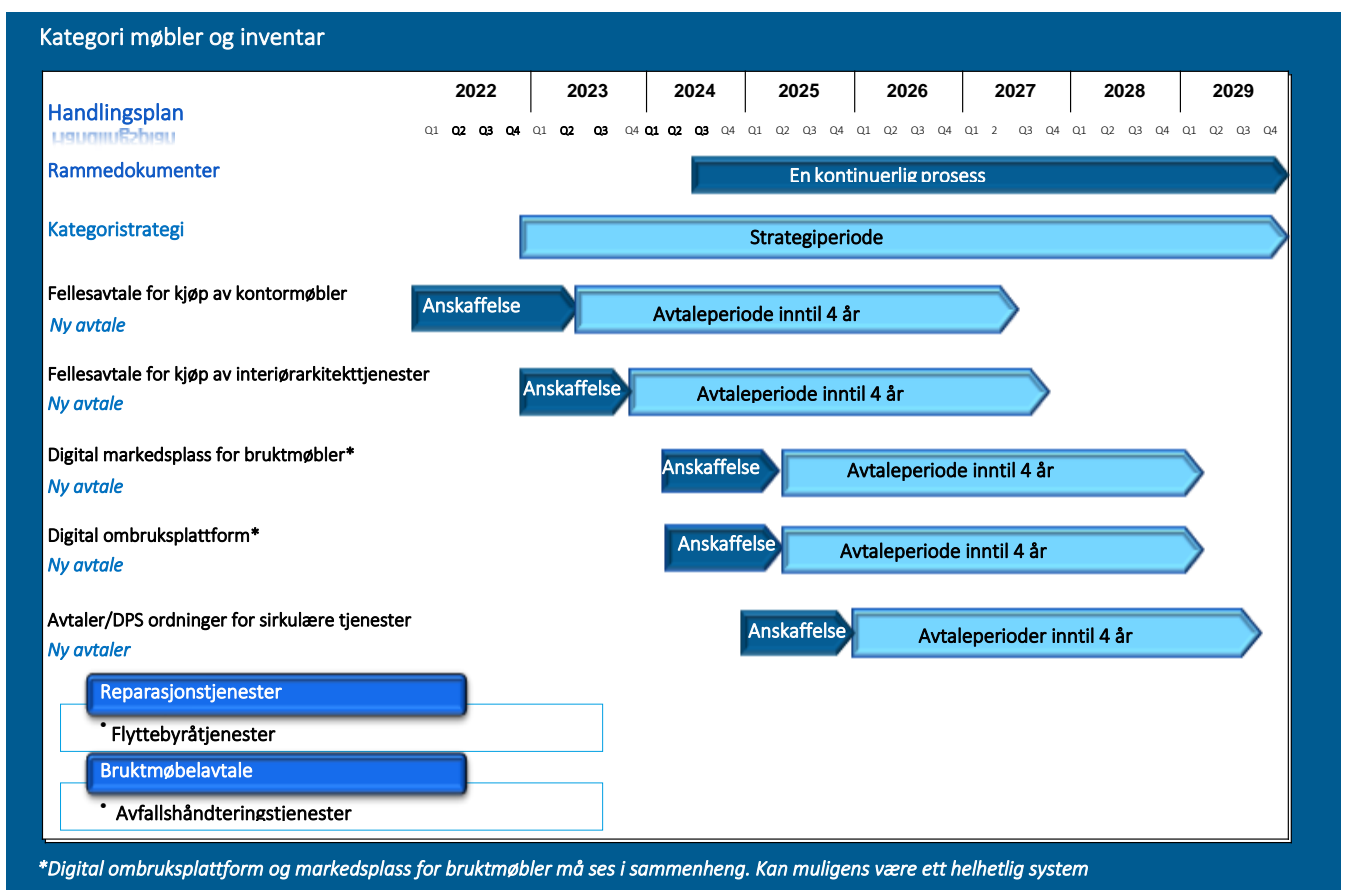 Kategori møbler og inventar
2022 2023 2024 2025 2026 2027 2028 2029
Handlingsplan
Q1 Q2 Q3 Q4 Q1 Q2 Q3 Q4 Q1 Q2 Q3 Q4 Q1 Q2 Q3 Q4 Q1 Q2 Q3 Q4 Q1 2 Q3 Q4 Q1 Q2 Q3 Q4 Q1 Q2 Q3 Q4
Rammedokumenter
En kontinuerlig prosess
Kategoristrategi
Strategiperiode
Fellesavtale for kjøp av kontormøbler
Ny avtale
Anskaffelse
Avtaleperiode inntil 4 år
Fellesavtale for kjøp av interiørarkitekttjenester
Ny avtale
Anskaffelse
Avtaleperiode inntil 4 år
Digital markedsplass for bruktmøbler*
Ny avtale
Anskaffelse
Avtaleperiode inntil 4 år
Digital ombruksplattform*
Ny avtale
Anskaffelse
Avtaleperiode inntil 4 år
Avtaler/DPS ordninger for sirkulære tjenester
Ny avtaler
Anskaffelse
Avtaleperioder inntil 4 år
Reparasjonstjenester
• Flyttebyråtjenester
Bruktmøbelavtale
• Avfallshåndteringstjenester
*Digital ombruksplattform og markedsplass for bruktmøbler må ses i sammenheng. Kan muligens være ett helhetlig system